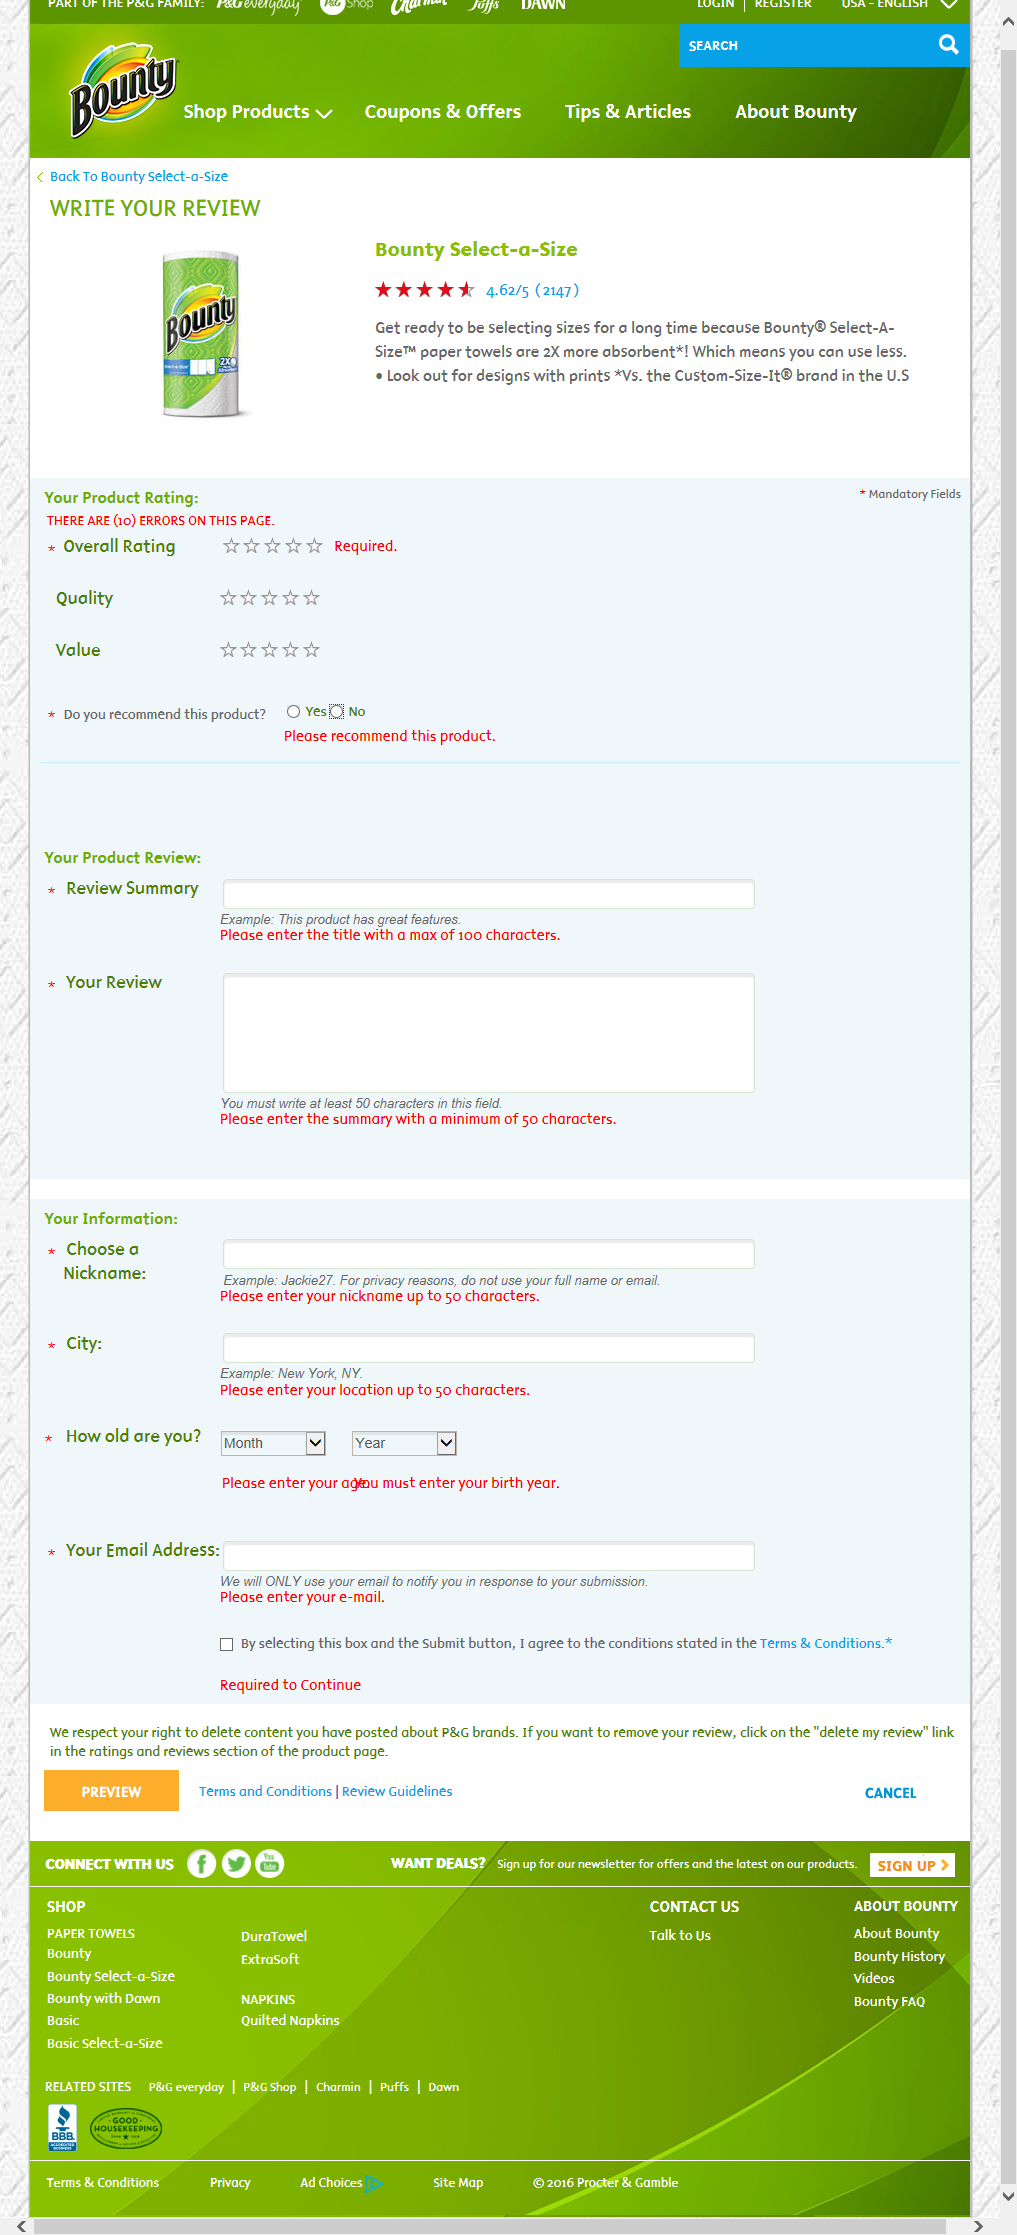 PART OF THE P&G FAMILY: P&G everyday P&G Shop Charmin Puffs DAWN LOGIN | REGISTER USA - ENGLISH
SEARCH
Bounty
Shop Products Coupons & Offers Tips & Articles About Bounty
Back To Bounty Select-a-Size
WRITE YOUR REVIEW
Bounty Select-a-Size
4.62/5 (2147)
Get ready to be selecting sizes for a long time because Bounty® Select-A-
Size™ paper towels are 2X more absorbent*! Which means you can use less.
• Look out for designs with prints *Vs. the Custom-Size-It® brand in the U.S
Bounty
2X
Your Product Rating:
* Mandatory Fields
THERE ARE (10) ERRORS ON THIS PAGE.
* Overall Rating Required.
Quality
Value
* Do you recommend this product? Yes No
Please recommend this product.
Your Product Review:
* Review Summary
Example: This product has great features.
Please enter the title with a max of 100 characters.
* Your Review
You must write at least 50 characters in this field.
Please enter the summary with a minimum of 50 characters.
Your Information:
* Choose a
Nickname:
Example: Jackie27. For privacy reasons, do not use your full name or email.
Please enter your nickname up to 50 characters.
* City:
Example: New York, NY.
Please enter your location up to 50 characters.
* How old are you? Month Year
Please enter your age. You must enter your birth year.
* Your Email Address:
We will ONLY use your email to notify you in response to your submission.
Please enter your e-mail.
By selecting this box and the Submit button, I agree to the conditions stated in the Terms & Conditions.*
Required to Continue
We respect your right to delete content you have posted about P&G brands. If you want to remove your review, click on the "delete my review" link
in the ratings and reviews section of the product page.
PREVIEW Terms and Conditions | Review Guidelines CANCEL
CONNECT WITH US f You Tube WANT DEALS? Sign up for our newsletter for offers and the latest on our products. SIGN UP
SHOP CONTACT US ABOUT BOUNTY
PAPER TOWELS DuraTowel Talk to Us About Bounty
Bounty ExtraSoft Bounty History
Bounty Select-a-Size Videos
Bounty with Dawn NAPKINS Bounty FAQ
Basic Quilted Napkins
Basic Select-a-Size
RELATED SITES P&G everyday | P&G Shop | Charmin | Puffs | Dawn
BBB
ACCREDITED BUSINESS
GOOD HOUSEKEEPING
Terms & Conditions Privacy Ad Choices Site Map © 2016 Procter & Gamble